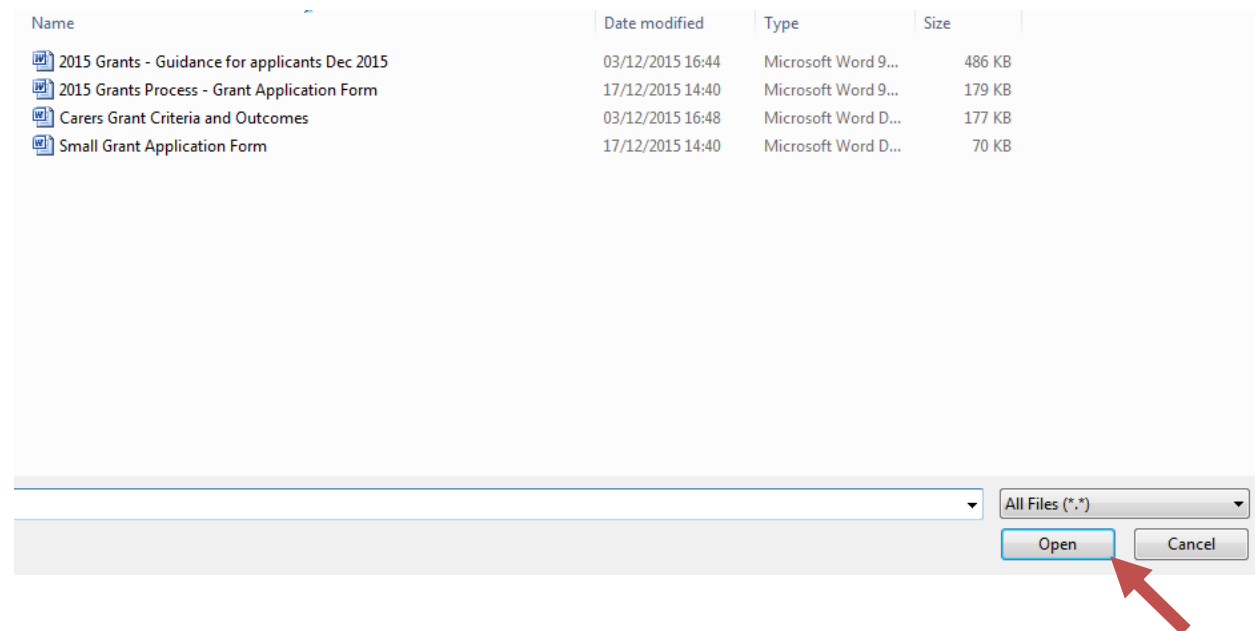 Name Date modified Type Size
2015 Grants - Guidance for applicants Dec 2015 03/12/2015 16:44 Microsoft Word 9... 486 KB
2015 Grants Process - Grant Application Form 17/12/2015 14:40 Microsoft Word 9... 179 KB
Carers Grant Criteria and Outcomes 03/12/2015 16:48 Microsoft Word D... 177 KB
Small Grant Application Form 17/12/2015 14:40 Microsoft Word D... 70 KB
All Files (*.*)
Open Cancel